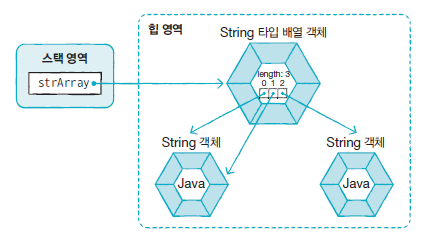 힙 영역
String 타입 배열 객체
스택 영역
strArray
length: 3
0 1 2
String 객체
String 객체
Java
Java